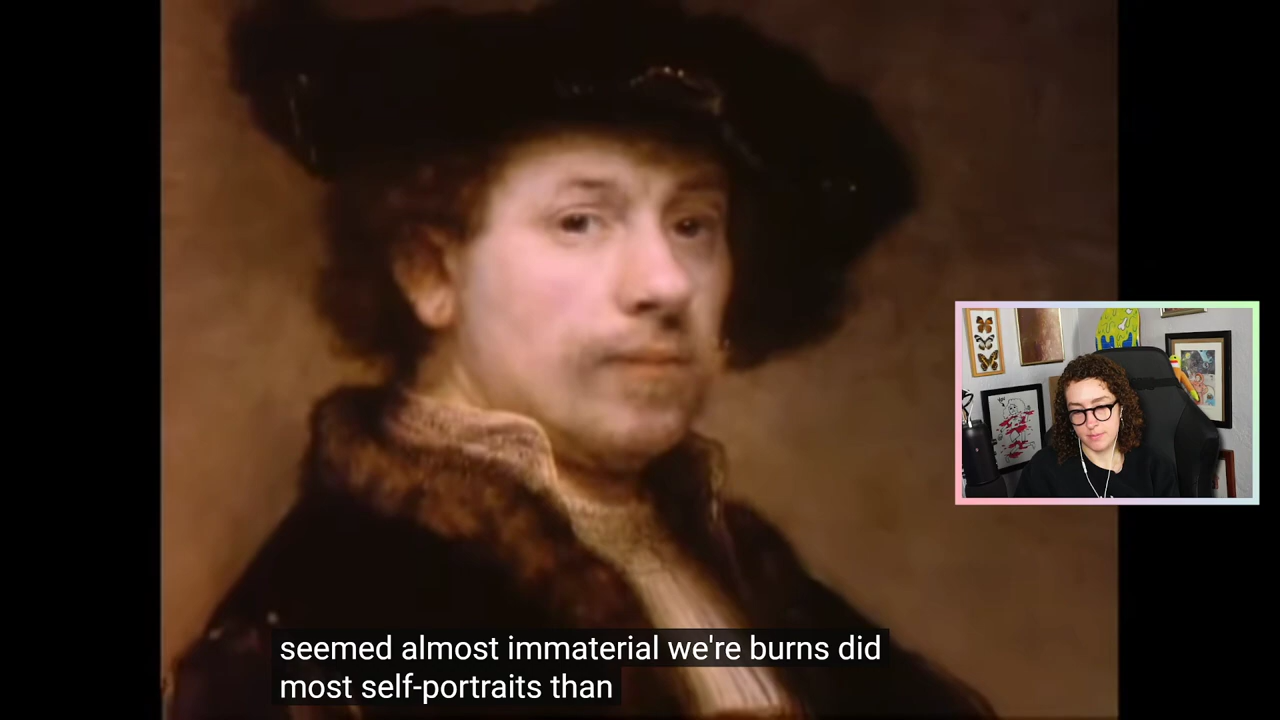 seemed almost immaterial we're burns did
most self-portraits than